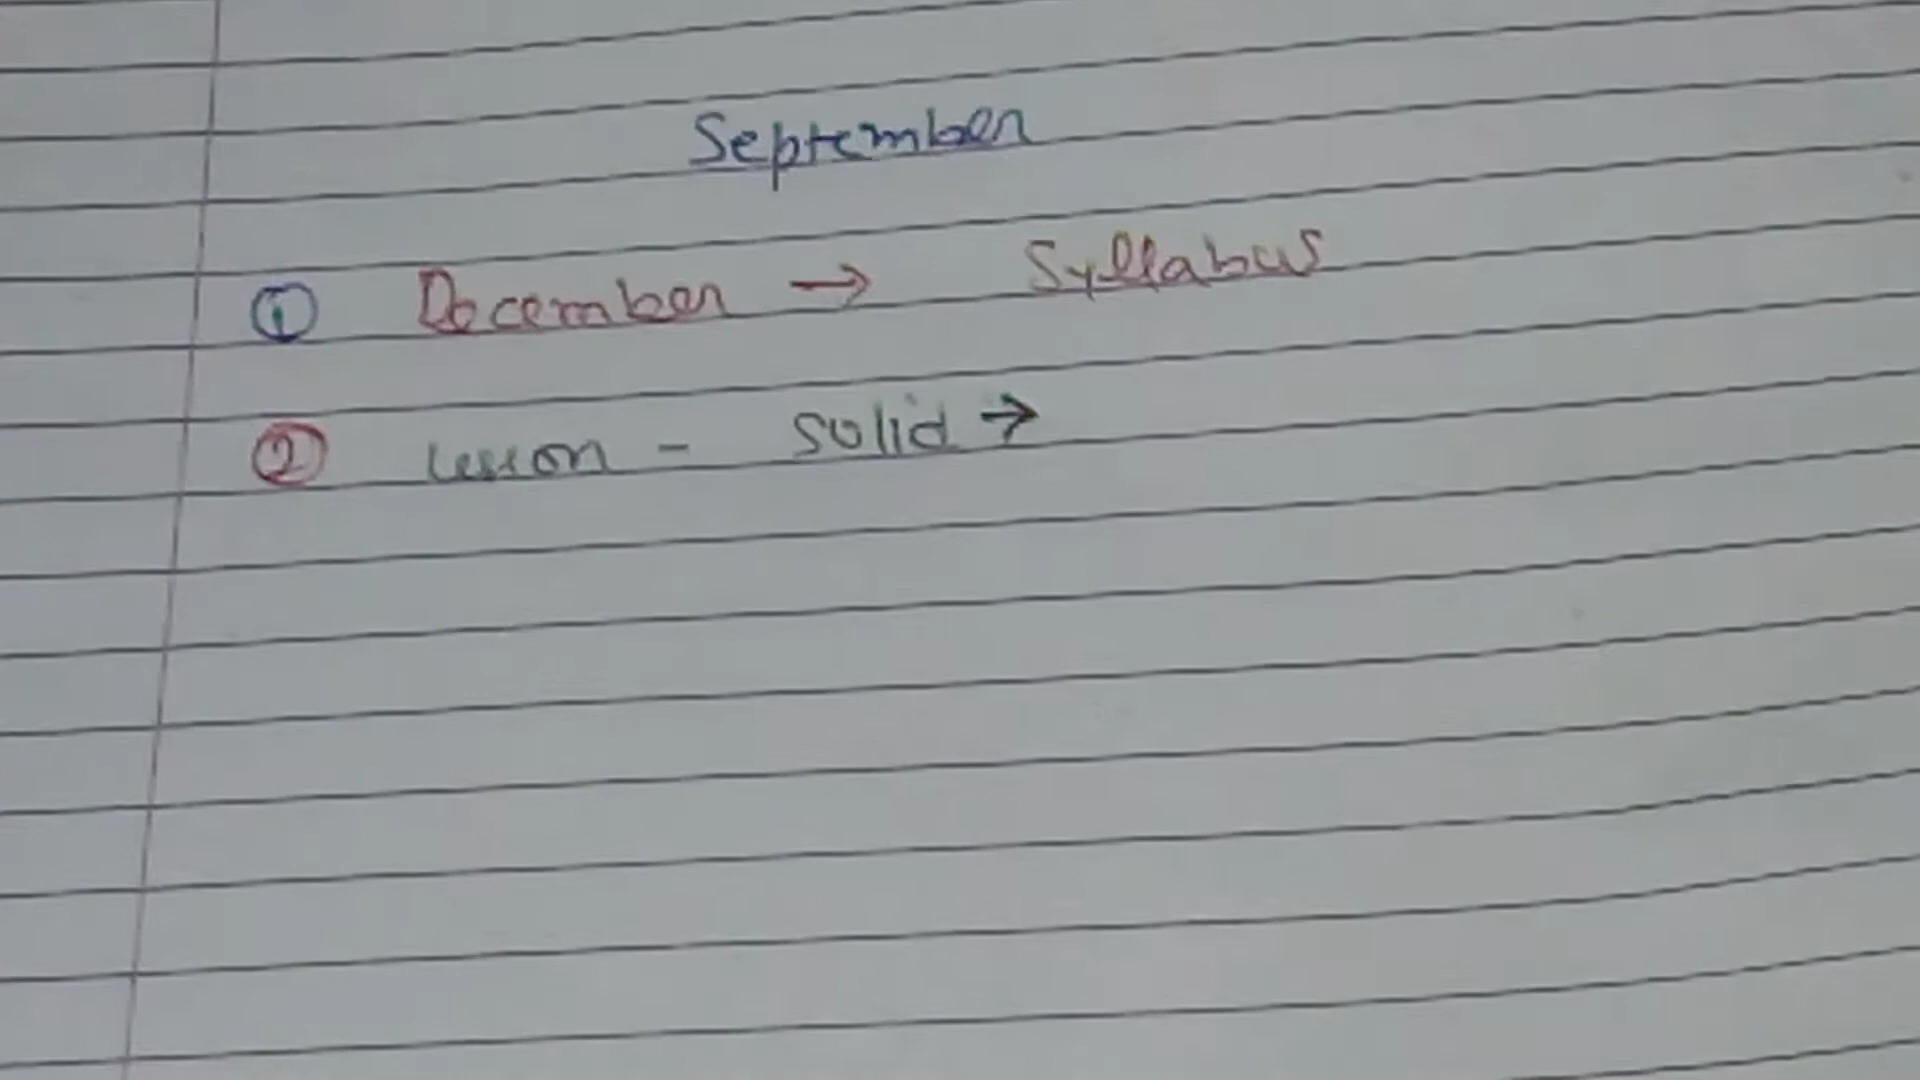 September
① December → Syllabus
② lesson - solid →